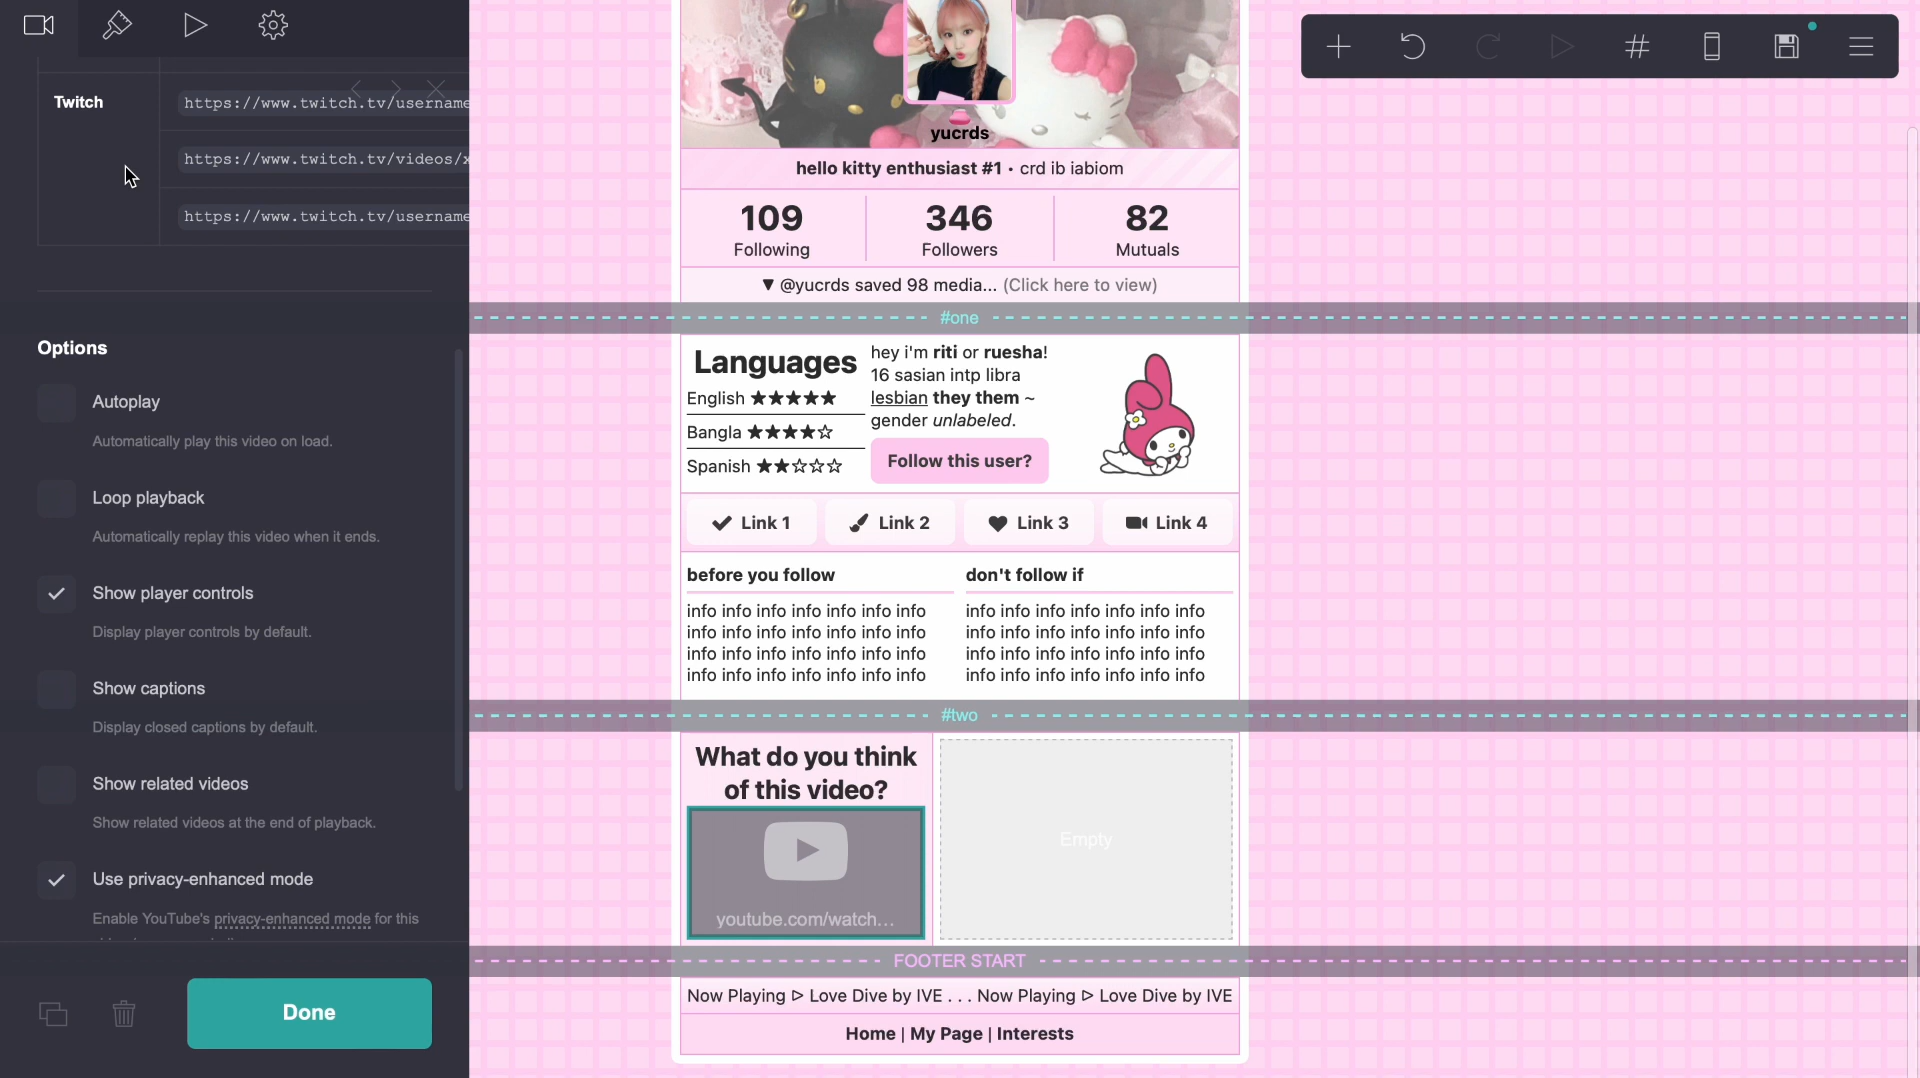 Twitch
https://www.twitch.tv/username
https://www.twitch.tv/videos/x
https://www.twitch.tv/username
Options
Autoplay
Automatically play this video on load.
Loop playback
Automatically replay this video when it ends.
Show player controls
Display player controls by default.
Show captions
Display closed captions by default.
Show related videos
Show related videos at the end of playback.
Use privacy-enhanced mode
Enable YouTube's privacy-enhanced mode for this
Done
yucrds
hello kitty enthusiast #1 • crd ib iabiom
109
Following
346
Followers
82
Mutuals
▼ @yucrds saved 98 media... (Click here to view)
#one
Languages
English ★★★★★
Bangla ★★★★☆
Spanish ★★☆☆☆
hey i'm riti or ruesha!
16 sasian intp libra
lesbian they them ~
gender unlabeled.
Follow this user?
Link 1
Link 2
Link 3
Link 4
before you follow
info info info info info info info
info info info info info info info
info info info info info info info
info info info info info info info
don't follow if
info info info info info info info
info info info info info info info
info info info info info info info
info info info info info info info
#two
What do you think
of this video?
youtube.com/watch...
Empty
FOOTER START
Now Playing ▷ Love Dive by IVE . . . Now Playing ▷ Love Dive by IVE
Home | My Page | Interests